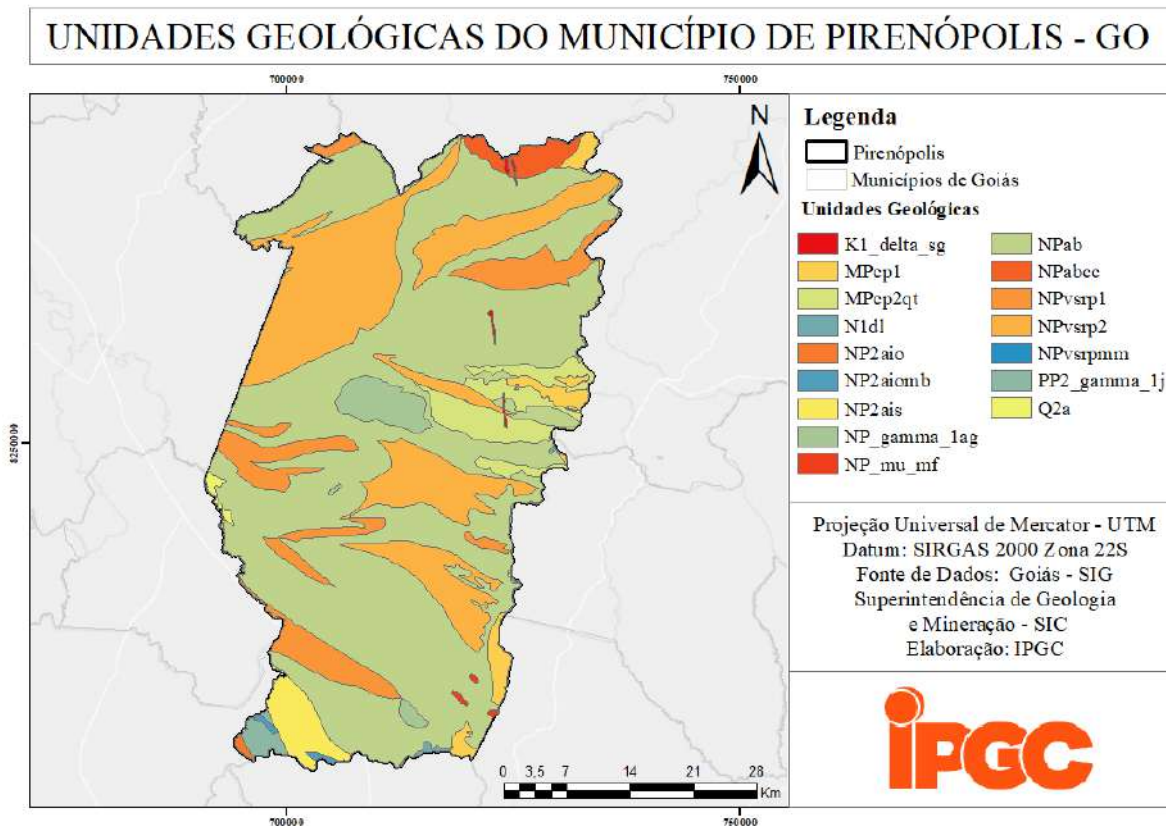 UNIDADES GEOLÓGICAS DO MUNICÍPIO DE PIRENÓPOLIS - GO
700000
750000
N
8250000
0 3,5 7 14 21 28
Km
700000
750000
Legenda
Pirenópolis
Municípios de Goiás
Unidades Geológicas
K1_delta_sg
MPcp1
MPcp2qt
N1dl
NP2aio
NP2aiomb
NP2ais
NP_gamma_1ag
NP_mu_mf
NPab
NPabcc
NPvsrp1
NPvsrp2
NPvsrpmm
PP2_gamma_1j
Q2a
Projeção Universal de Mercator - UTM
Datum: SIRGAS 2000 Zona 22S
Fonte de Dados: Goiás - SIG
Superintendência de Geologia
e Mineração - SIC
Elaboração: IPGC
iPGC